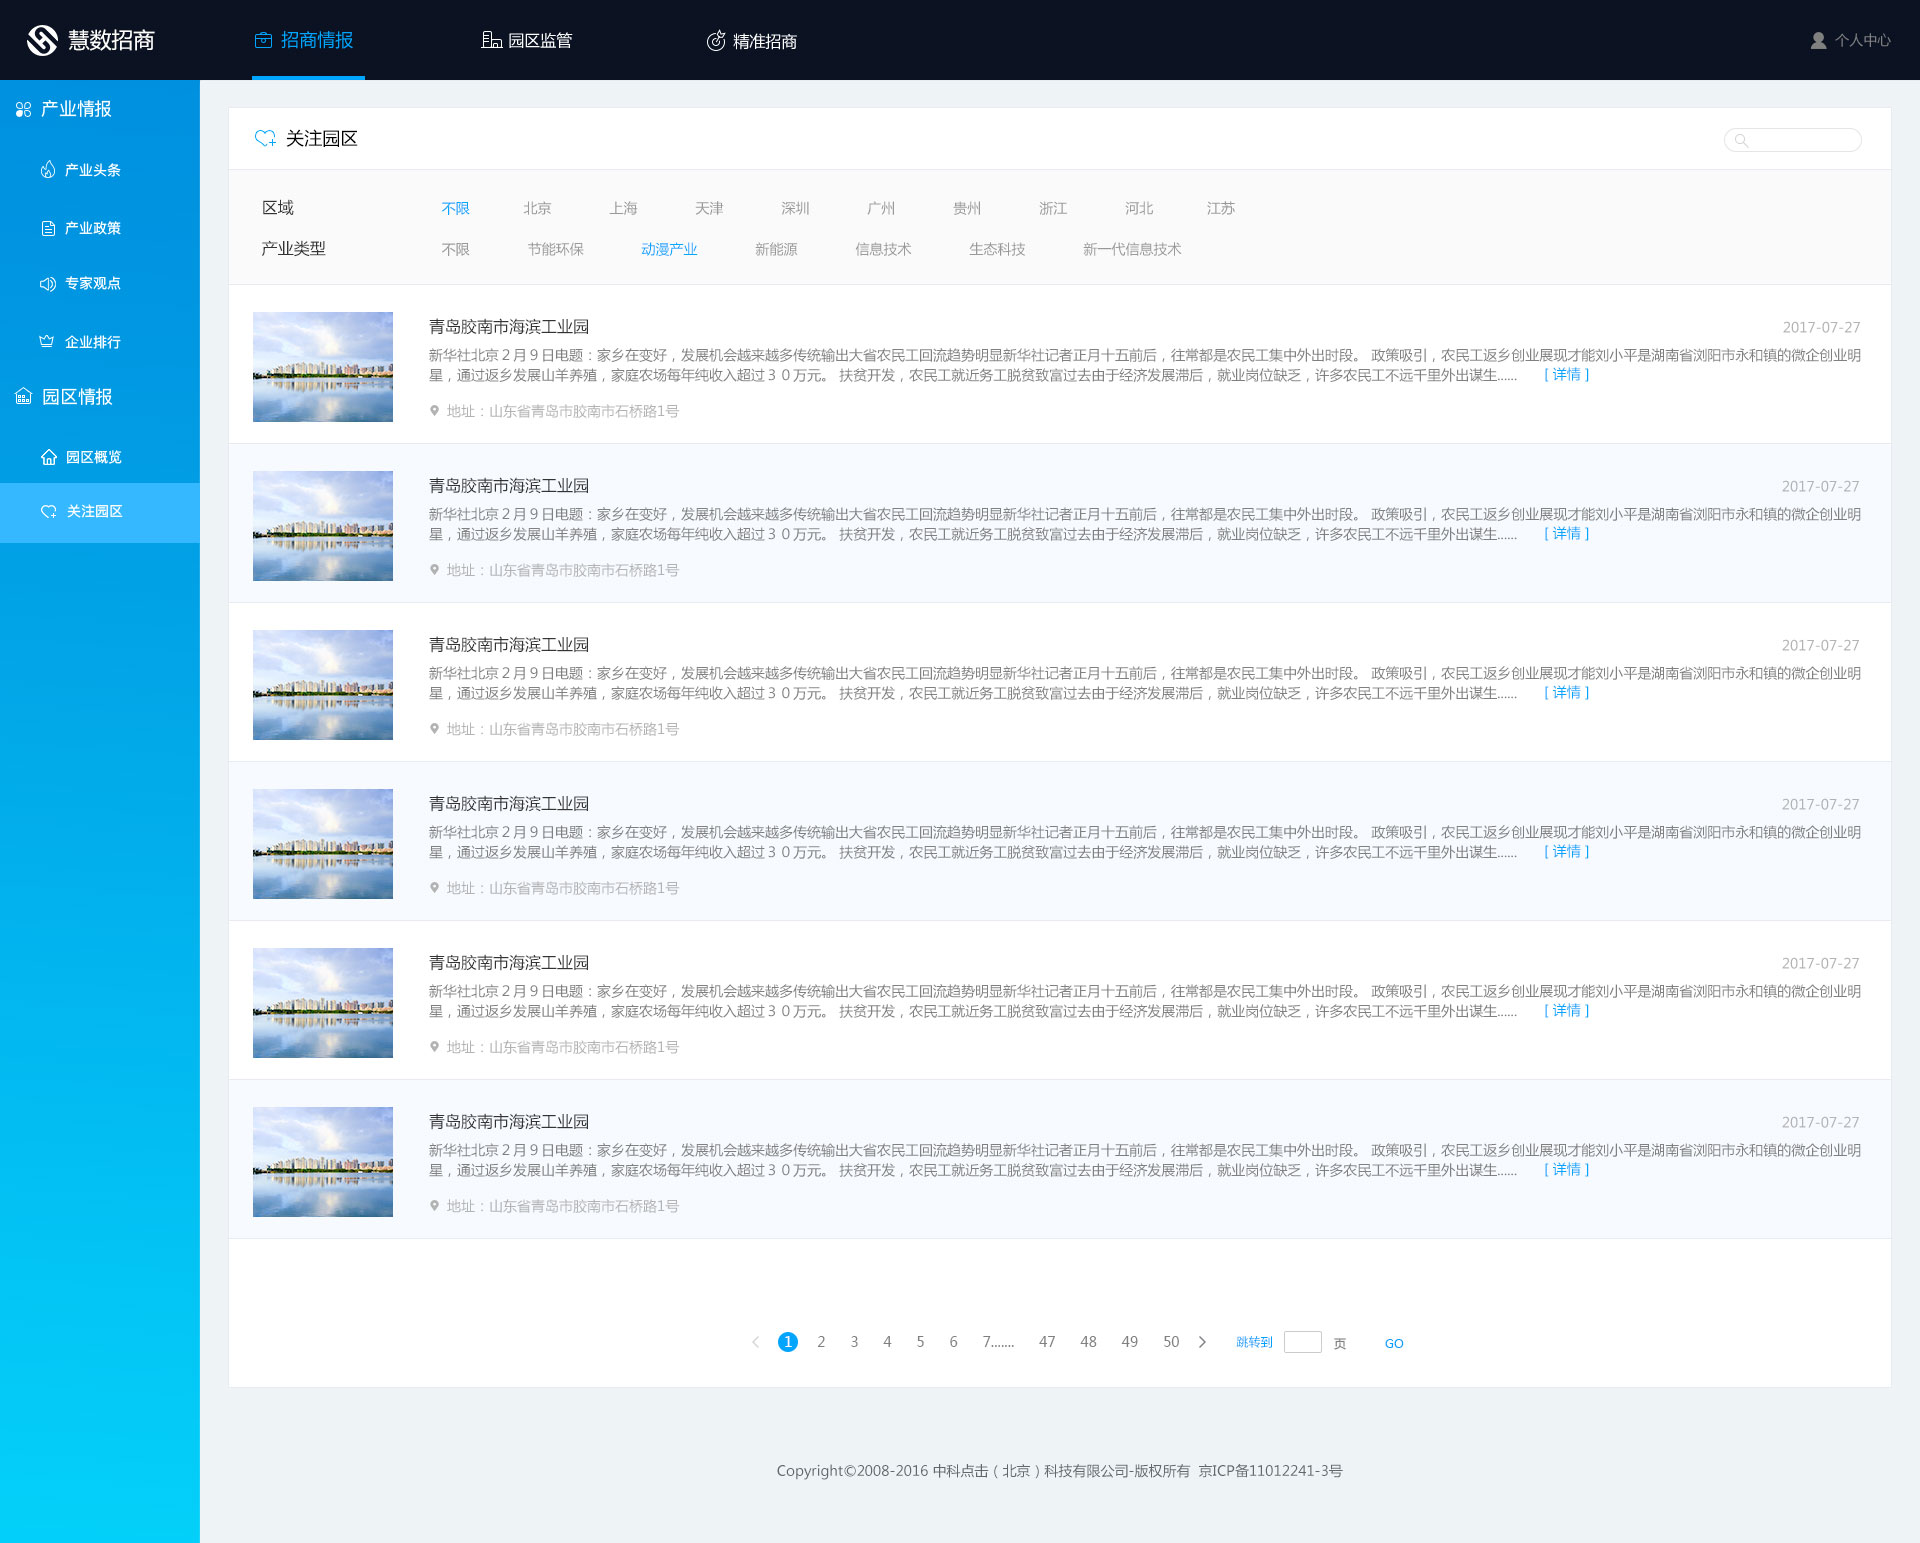 慧数招商
招商情报
园区监管
精准招商
个人中心
产业情报
产业头条
产业政策
专家观点
企业排行
园区情报
园区概览
关注园区
关注园区
区域 不限 北京 上海 天津 深圳 广州 贵州 浙江 河北 江苏
产业类型 不限 节能环保 动漫产业 新能源 信息技术 生态科技 新一代信息技术
青岛胶南市海滨工业园 2017-07-27
新华社北京２月９日电题：家乡在变好，发展机会越来越多传统输出大省农民工回流趋势明显新华社记者正月十五前后，往常都是农民工集中外出时段。 政策吸引，农民工返乡创业展现才能刘小平是湖南省浏阳市永和镇的微企创业明
星，通过返乡发展山羊养殖，家庭农场每年纯收入超过３０万元。 扶贫开发，农民工就近务工脱贫致富过去由于经济发展滞后，就业岗位缺乏，许多农民工不远千里外出谋生...... [ 详情 ]
地址：山东省青岛市胶南市石桥路1号
青岛胶南市海滨工业园 2017-07-27
新华社北京２月９日电题：家乡在变好，发展机会越来越多传统输出大省农民工回流趋势明显新华社记者正月十五前后，往常都是农民工集中外出时段。 政策吸引，农民工返乡创业展现才能刘小平是湖南省浏阳市永和镇的微企创业明
星，通过返乡发展山羊养殖，家庭农场每年纯收入超过３０万元。 扶贫开发，农民工就近务工脱贫致富过去由于经济发展滞后，就业岗位缺乏，许多农民工不远千里外出谋生...... [ 详情 ]
地址：山东省青岛市胶南市石桥路1号
青岛胶南市海滨工业园 2017-07-27
新华社北京２月９日电题：家乡在变好，发展机会越来越多传统输出大省农民工回流趋势明显新华社记者正月十五前后，往常都是农民工集中外出时段。 政策吸引，农民工返乡创业展现才能刘小平是湖南省浏阳市永和镇的微企创业明
星，通过返乡发展山羊养殖，家庭农场每年纯收入超过３０万元。 扶贫开发，农民工就近务工脱贫致富过去由于经济发展滞后，就业岗位缺乏，许多农民工不远千里外出谋生...... [ 详情 ]
地址：山东省青岛市胶南市石桥路1号
青岛胶南市海滨工业园 2017-07-27
新华社北京２月９日电题：家乡在变好，发展机会越来越多传统输出大省农民工回流趋势明显新华社记者正月十五前后，往常都是农民工集中外出时段。 政策吸引，农民工返乡创业展现才能刘小平是湖南省浏阳市永和镇的微企创业明
星，通过返乡发展山羊养殖，家庭农场每年纯收入超过３０万元。 扶贫开发，农民工就近务工脱贫致富过去由于经济发展滞后，就业岗位缺乏，许多农民工不远千里外出谋生...... [ 详情 ]
地址：山东省青岛市胶南市石桥路1号
青岛胶南市海滨工业园 2017-07-27
新华社北京２月９日电题：家乡在变好，发展机会越来越多传统输出大省农民工回流趋势明显新华社记者正月十五前后，往常都是农民工集中外出时段。 政策吸引，农民工返乡创业展现才能刘小平是湖南省浏阳市永和镇的微企创业明
星，通过返乡发展山羊养殖，家庭农场每年纯收入超过３０万元。 扶贫开发，农民工就近务工脱贫致富过去由于经济发展滞后，就业岗位缺乏，许多农民工不远千里外出谋生...... [ 详情 ]
地址：山东省青岛市胶南市石桥路1号
青岛胶南市海滨工业园 2017-07-27
新华社北京２月９日电题：家乡在变好，发展机会越来越多传统输出大省农民工回流趋势明显新华社记者正月十五前后，往常都是农民工集中外出时段。 政策吸引，农民工返乡创业展现才能刘小平是湖南省浏阳市永和镇的微企创业明
星，通过返乡发展山羊养殖，家庭农场每年纯收入超过３０万元。 扶贫开发，农民工就近务工脱贫致富过去由于经济发展滞后，就业岗位缺乏，许多农民工不远千里外出谋生...... [ 详情 ]
地址：山东省青岛市胶南市石桥路1号
1 2 3 4 5 6 7....... 47 48 49 50 跳转到 页 GO
Copyright©2008-2016 中科点击（北京）科技有限公司-版权所有 京ICP备11012241-3号